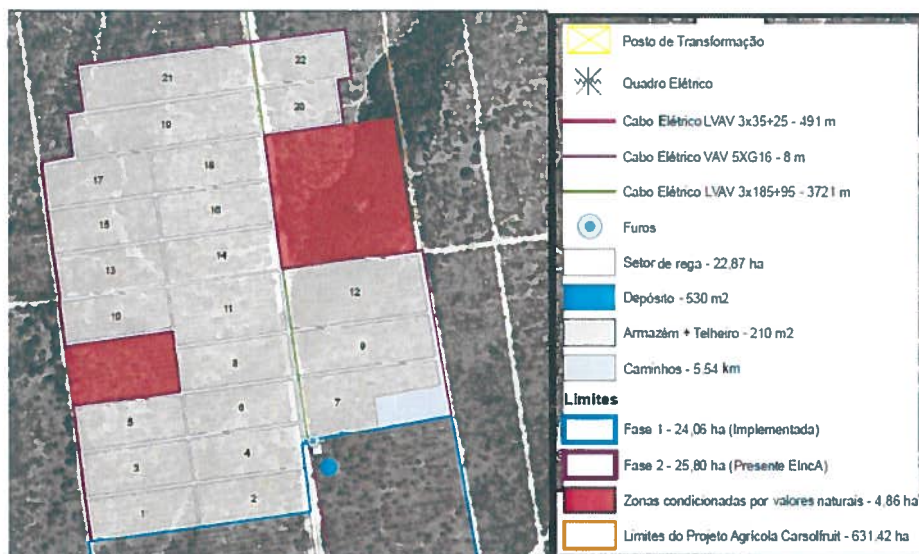 21
22
19
20
17
18
15
16
13
14
10
11
12
8
9
5
6
7
3
4
1
2
Posto de Transformação
Quadro Elétrico
Cabo Elétrico LVAV 3x35+25 - 491 m
Cabo Elétrico VAV 5XG16 - 8 m
Cabo Elétrico LVAV 3x185+95 - 3721 m
Furos
Setor de rega - 22,87 ha
Depósito - 530 m2
Armazém + Telheiro - 210 m2
Caminhos - 5.54 km
Limites
Fase 1 - 24,06 ha (Implementada)
Fase 2 - 25,80 ha (Presente EIncA)
Zonas condicionadas por valores naturais - 4,86 ha
Limites do Projeto Agrícola Carsolfruit - 631.42 ha